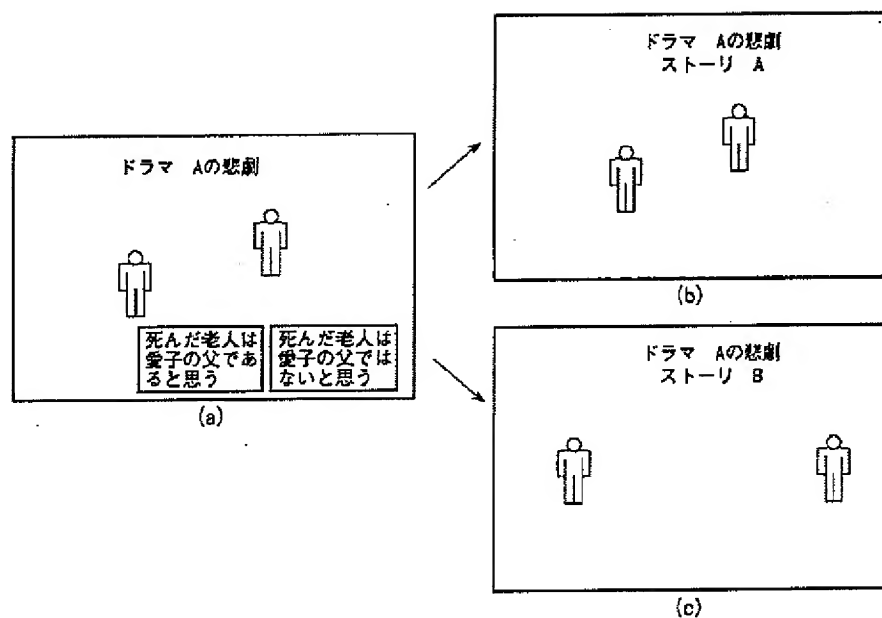 ドラマ Aの悲劇
死んだ老人は
愛子の父であ
ると思う
死んだ老人は
愛子の父では
ないと思う
(a)
ドラマ Aの悲劇
ストーリ A
(b)
ドラマ Aの悲劇
ストーリ B
(c)